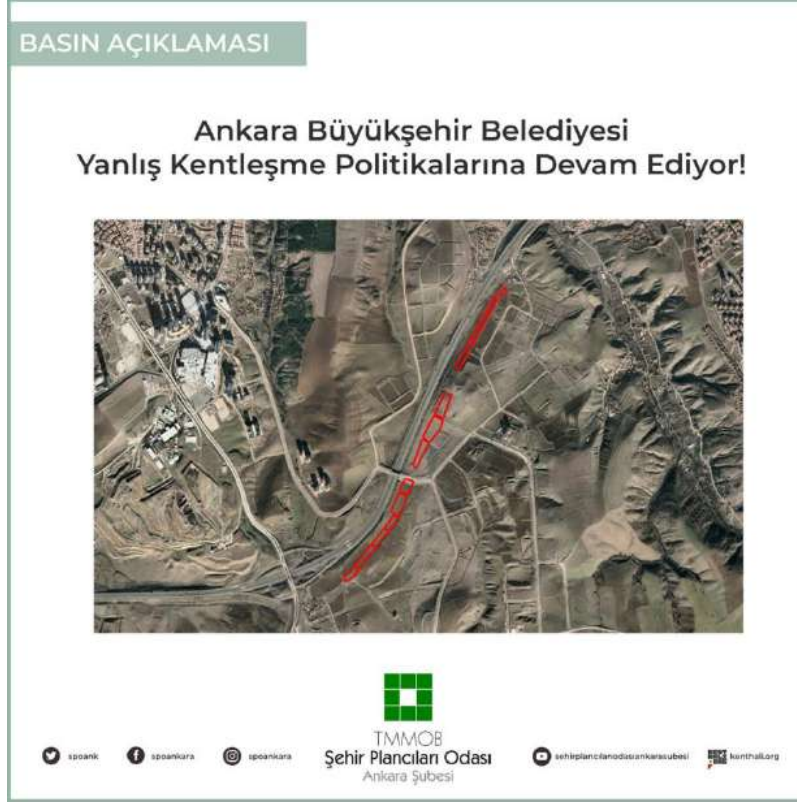 BASIN AÇIKLAMASI
Ankara Büyükşehir Belediyesi
Yanlış Kentleşme Politikalarına Devam Ediyor!
TMMOB
Şehir Plancıları Odası
Ankara Şubesi
spoank
spoankara
spoankara
sehirplancilariodasiankarasubesi
kenthali.org